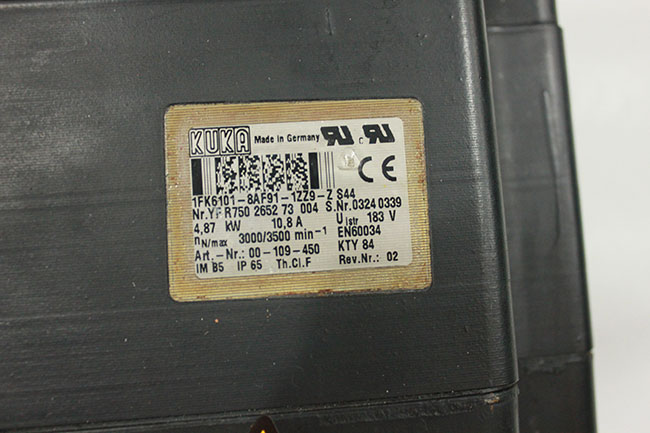 KUKA Made in Germany
1FK6101-8AF91-1ZZ9-Z S44
Nr.YF R750 2652 73 004 S.Nr.0324 0339
4,87 kW 10,8 A UIstr 183 V
nN/max 3000/3500 min-1 EN60034
Art.-Nr.: 00-109-450 KTY 84
IM B5 IP 65 Th.Cl.F Rev.Nr.: 02